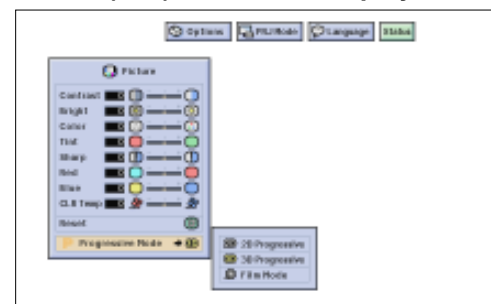 Options PRJ Mode Language Status
Picture
Contrast
Bright
Color
Tint
Sharp
Red
Blue
CLR Temp
Reset
Progressive Mode
2D Progressive
3D Progressive
Film Mode